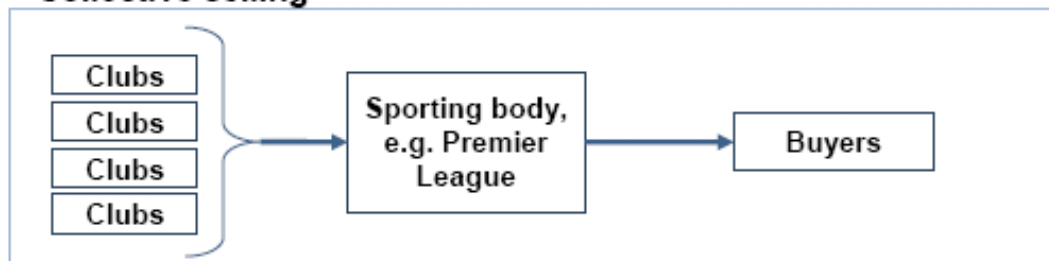 Clubs
Clubs
Clubs
Clubs
Sporting body,
e.g. Premier
League
Buyers